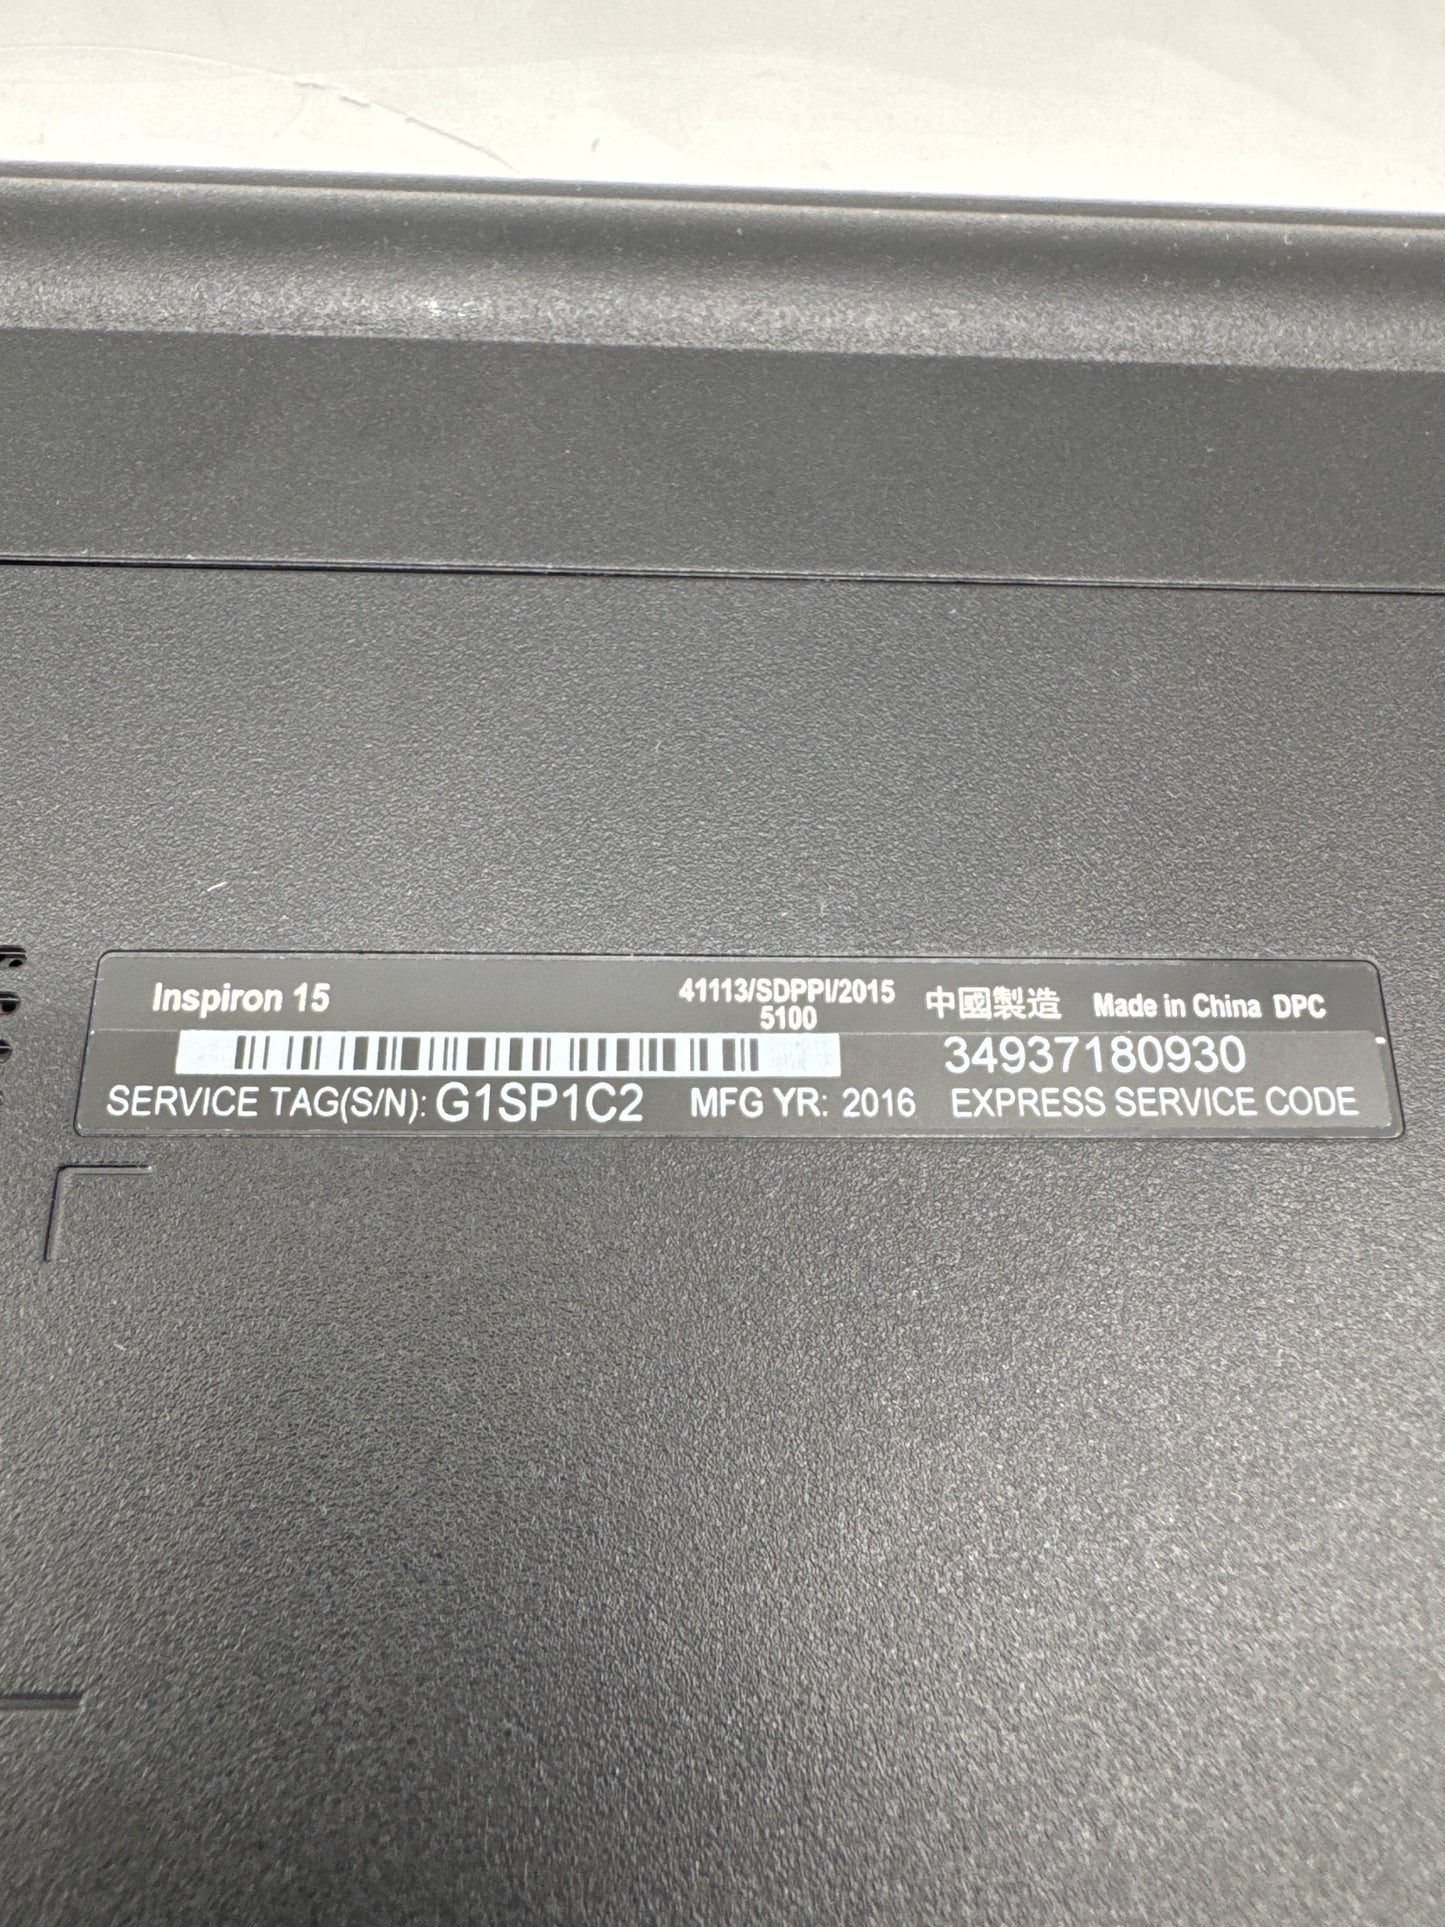 Inspiron 15
41113/SDPPI/2015
5100
中國製造 Made in China DPC
34937180930
SERVICE TAG(S/N): G1SP1C2 MFG YR: 2016 EXPRESS SERVICE CODE